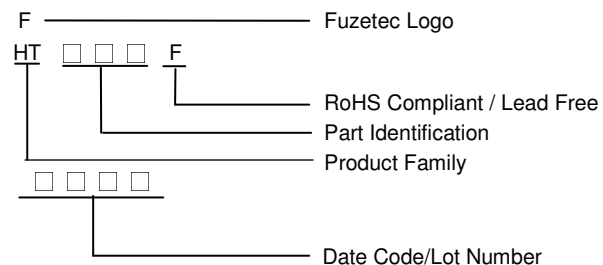 F Fuzetec Logo
HT □ □ □ F
RoHS Compliant / Lead Free
Part Identification
Product Family
□ □ □ □
Date Code/Lot Number